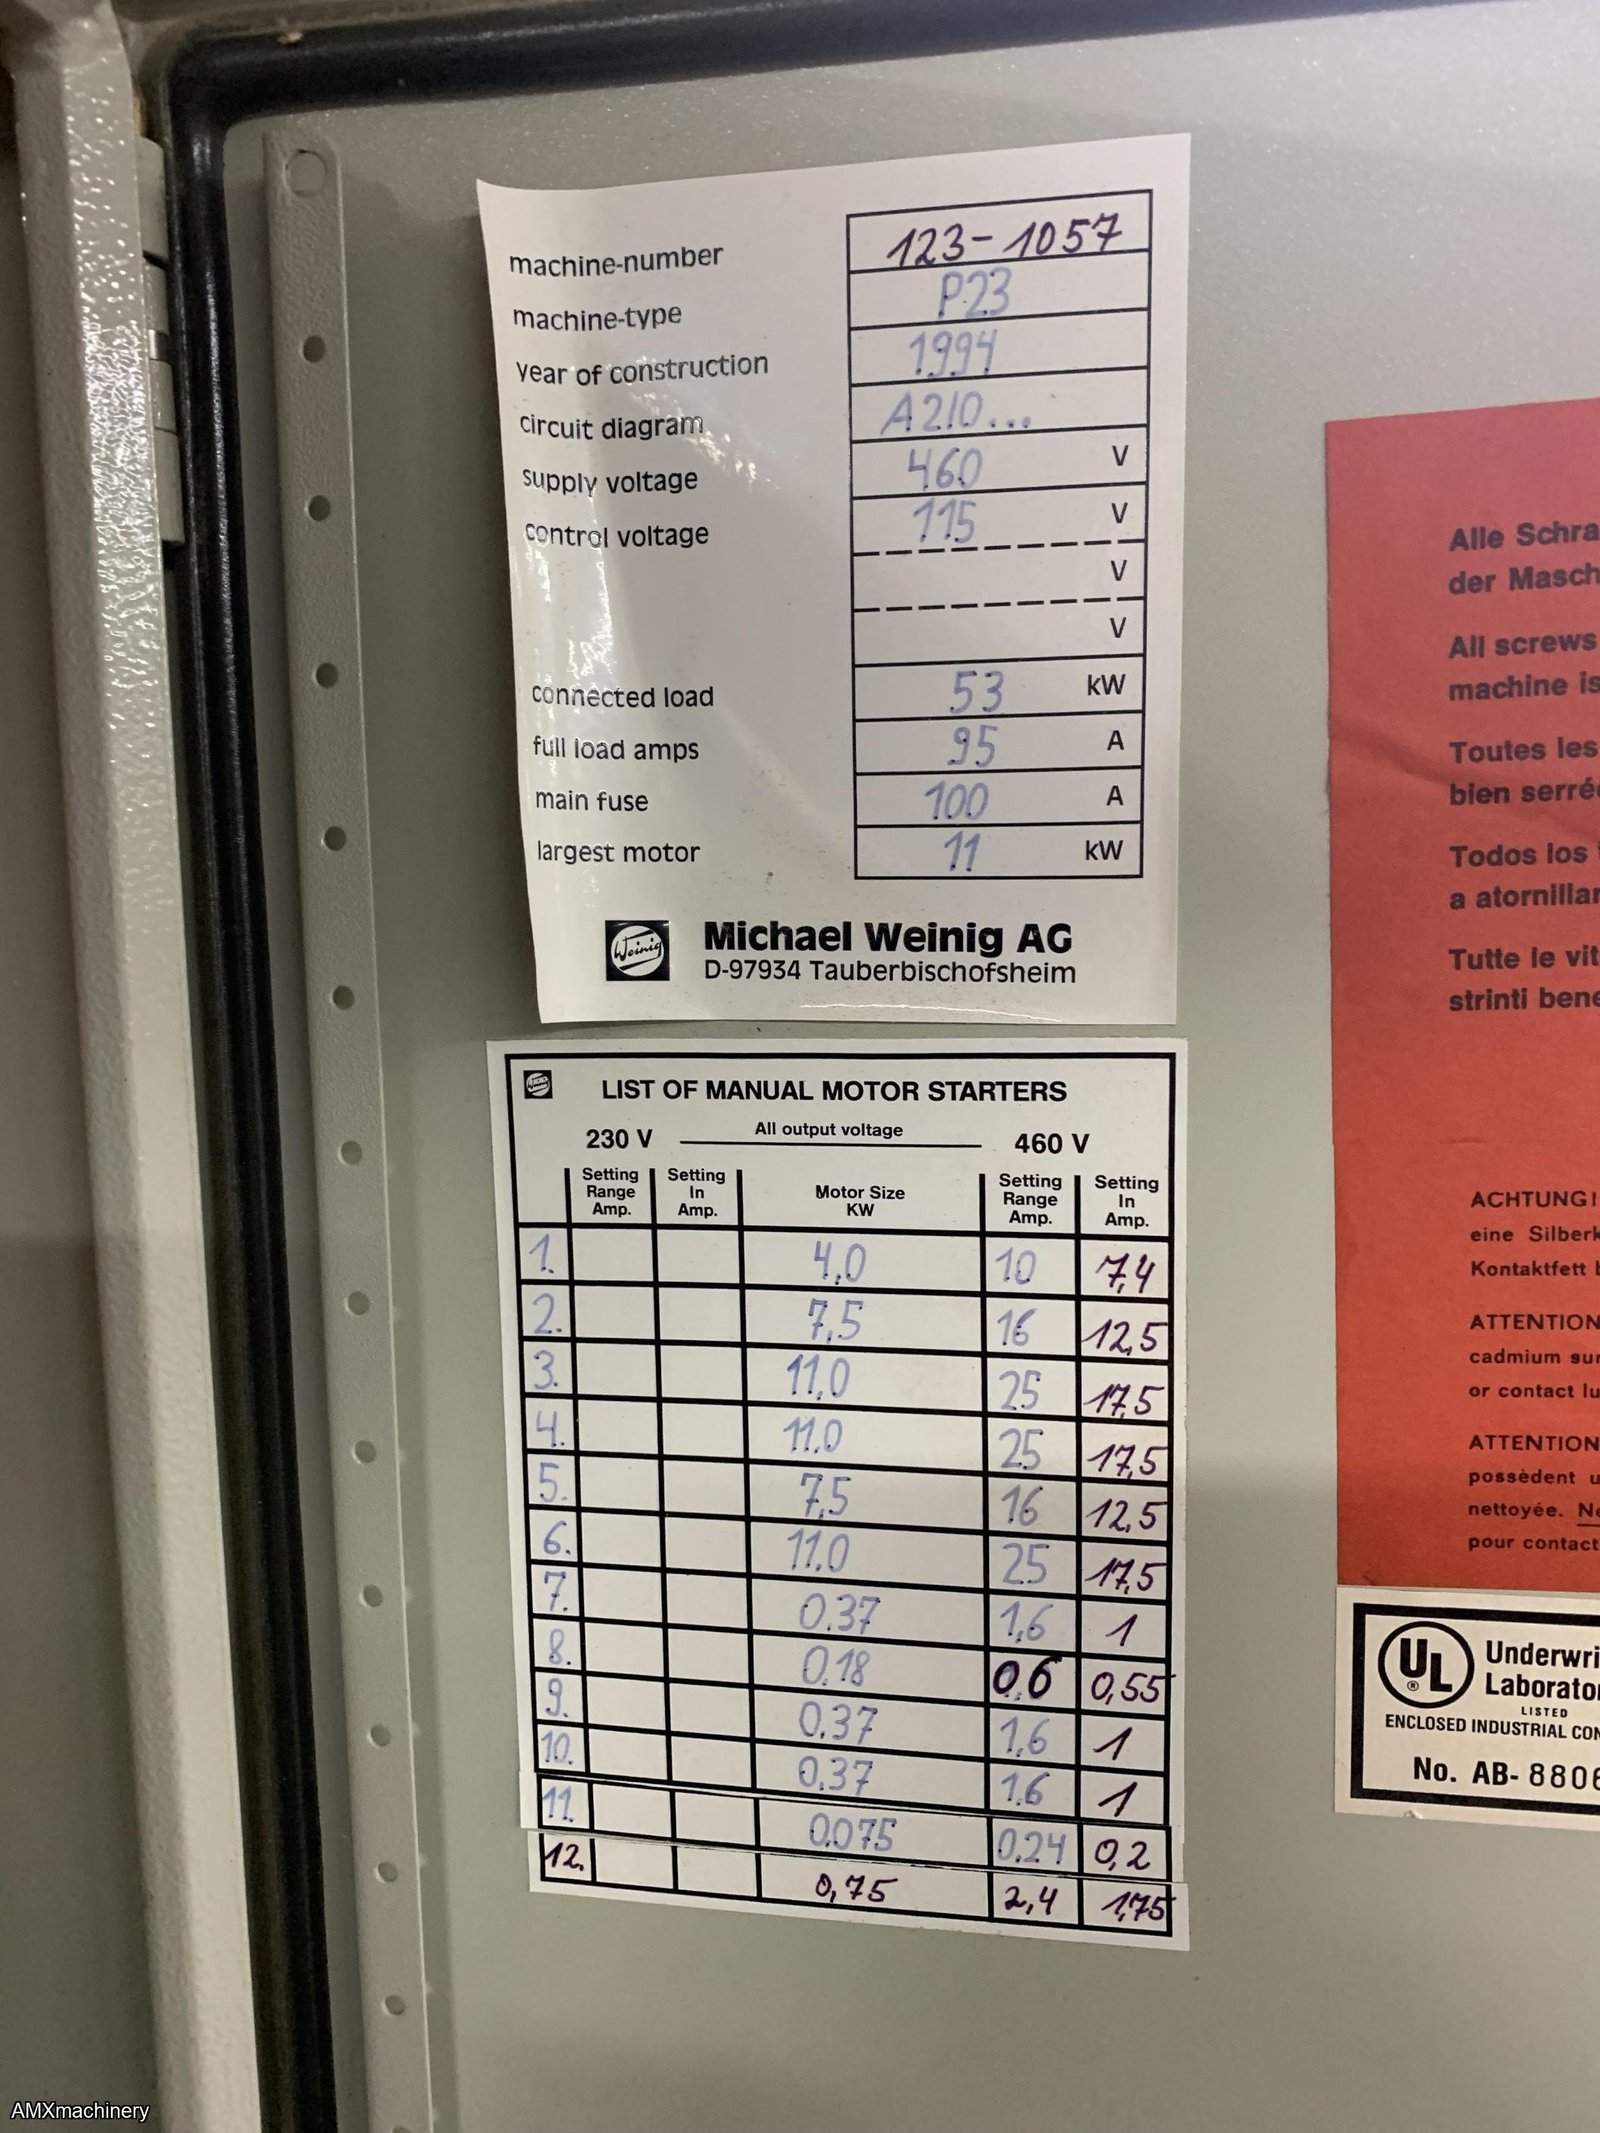 machine-number 123-1057
machine-type P23
year of construction 1994
circuit diagram A210...
supply voltage 460 V
control voltage 115 V
V
V
connected load 53 kW
full load amps 95 A
main fuse 100 A
largest motor 11 kW
Weinig
Michael Weinig AG
D-97934 Tauberbischofsheim
LIST OF MANUAL MOTOR STARTERS
230 V All output voltage 460 V
Setting Range Amp. Setting In Amp. Motor Size KW Setting Range Amp. Setting In Amp.
1. 4,0 10 7,4
2. 7,5 16 12,5
3. 11,0 25 17,5
4. 11,0 25 17,5
5. 7,5 16 12,5
6. 11,0 25 17,5
7. 0,37 1,6 1
8. 0,18 0,6 0,55
9. 0,37 1,6 1
10. 0,37 1,6 1
11. 0,075 0,24 0,2
12. 0,75 2,4 1,75
Alle Schra
der Masch
All screws
machine is
Toutes les
bien serré
Todos los
a atornilla
Tutte le vit
strinti bene
ACHTUNG!
eine Silberk
Kontaktfett
ATTENTION
cadmium sur
or contact lu
ATTENTION
possèdent
nettoyée. Ne
pour contact
UL
®
Underwri
Laborato
LISTED
ENCLOSED INDUSTRIAL CON
No. AB-8806
AMXmachinery